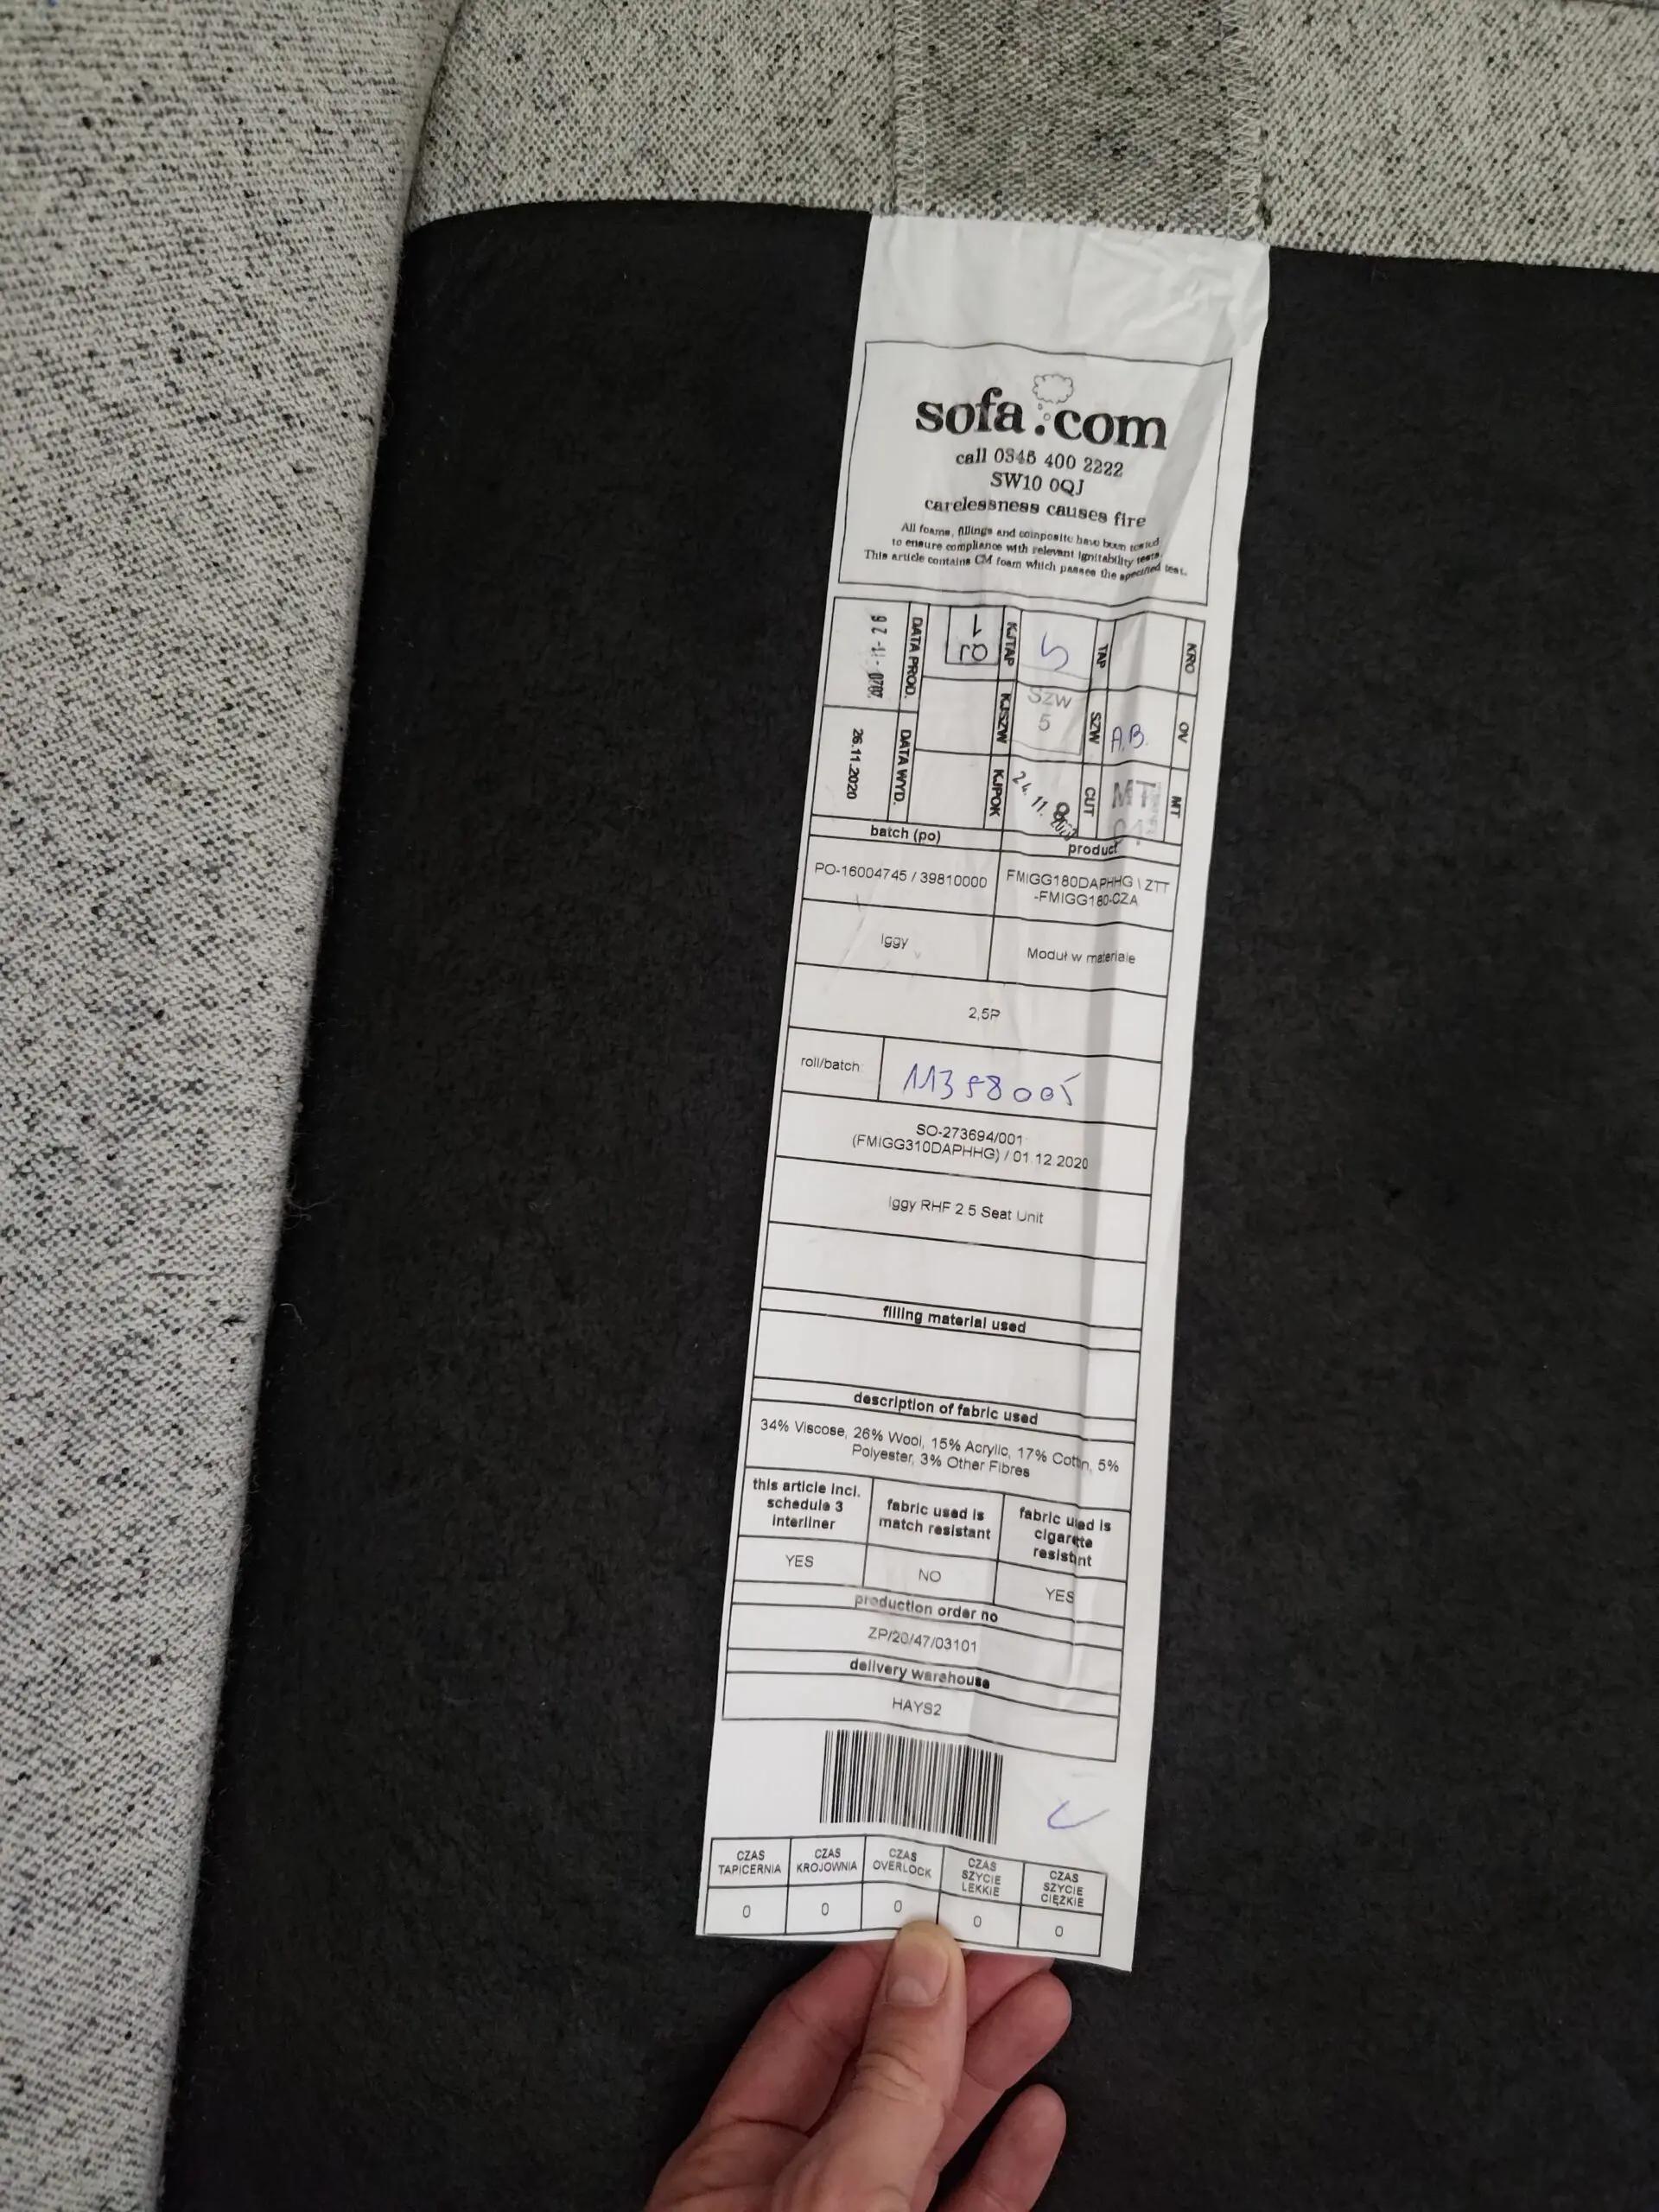 sofa.com
call 0345 400 2222
SW10 0QJ
carelessness causes fire
All foams, fillings and composite have been tested
to ensure compliance with relevant ignitability tests.
This article contains CM foam which passes the specified test.
KRO
OV
MT
A.B.
MT
TAP
SZW
CUT
5
Szw
5
24. 11.
KJTAP
KJSZW
KJPOK
DATA PROD.
DATA WYD.
26.11.2020
batch (po)
product
PO-16004745 / 39810000
FMIGG180DAPHHG \ ZTT
-FMIGG180-CZA
Iggy
Moduł w materiale
2,5P
roll/batch:
11398005
SO-273694/001
(FMIGG310DAPHHG) / 01.12.2020
Iggy RHF 2.5 Seat Unit
filling material used
description of fabric used
34% Viscose, 26% Wool, 15% Acrylic, 17% Cotton, 5%
Polyester, 3% Other Fibres
this article incl.
schedule 3
interliner
fabric used is
match resistant
fabric used is
cigarette
resistant
YES
NO
YES
production order no
ZP/20/47/03101
delivery warehouse
HAYS2
CZAS
TAPICERNIA
CZAS
KROJOWNIA
CZAS
OVERLOCK
CZAS
SZYCIE
LEKKIE
CZAS
SZYCIE
CIĘŻKIE
0
0
0
0
0